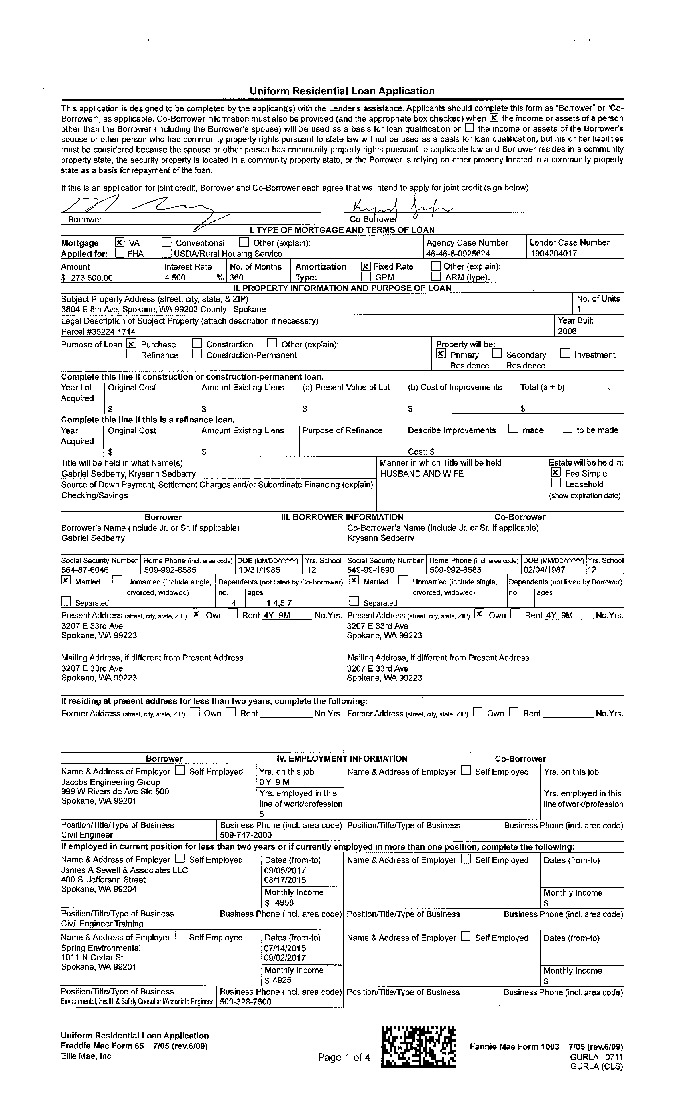 Uniform Residential Loan Application
This application is designed to be completed by the applicant(s) with the Lender's assistance. Applicants should complete this form as "Borrower" or "Co-
Borrower", as applicable. Co-Borrower information must also be provided (and the appropriate box checked) when the income or assets of a person
other than the Borrower (including the Borrower's spouse) will be used as a basis for loan qualification or the income or assets of the Borrower's
spouse or other person who has community property rights pursuant to state law will not be used as a basis for loan qualification, but his or her liabilities
must be considered because the spouse or other person has community property rights pursuant to applicable law and Borrower resides in a community
property state, the security property is located in a community property state, or the Borrower is relying on other property located in a community property
state as a basis for repayment of the loan.
If this is an application for joint credit, Borrower and Co-Borrower each agree that we intend to apply for joint credit (sign below)
Borrower Co-Borrower
I. TYPE OF MORTGAGE AND TERMS OF LOAN
Mortgage VA Conventional Other (explain): Agency Case Number Lender Case Number
Applied for: FHA USDA/Rural Housing Service 1904204017
Amount Interest Rate No. of Months Amortization Fixed Rate Other (explain):
$ 273,500.00 4.500 % 360 Type: GPM ARM (type):
II. PROPERTY INFORMATION AND PURPOSE OF LOAN
Subject Property Address (street, city, state, & ZIP) No. of Units
3804 E 8th Ave, Spokane, WA 99202 County: Spokane 1
Legal Description of Subject Property (attach description if necessary) Year Built
Parcel #35224.1714 2006
Purpose of Loan Purchase Construction Other (explain): Property will be:
Refinance Construction-Permanent Primary Residence Secondary Residence Investment
Complete this line if construction or construction-permanent loan.
Year Lot Acquired Original Cost Amount Existing Liens (a) Present Value of Lot (b) Cost of Improvements Total (a + b)
$ $ $ $ $
Complete this line if this is a refinance loan.
Year Acquired Original Cost Amount Existing Liens Purpose of Refinance Describe Improvements made to be made
$ $ Cost: $
Title will be held in what Name(s) Manner in which Title will be held Estate will be held in:
Gabriel Sedberry, Kryseann Sedberry HUSBAND AND WIFE Fee Simple
Source of Down Payment, Settlement Charges and/or Subordinate Financing (explain) Leasehold
Checking/Savings (show expiration date)
Borrower III. BORROWER INFORMATION Co-Borrower
Borrower's Name (include Jr. or Sr. if applicable) Co-Borrower's Name (include Jr. or Sr. if applicable)
Gabriel Sedberry Kryseann Sedberry
Social Security Number Home Phone (incl. area code) DOB (MM/DD/YYYY) Yrs. School Social Security Number Home Phone (incl. area code) DOB (MM/DD/YYYY) Yrs. School
509-992-6585 10/21/1985 12 509-992-6585 02/04/1987 12
Married Unmarried (include single, divorced, widowed) Dependents (not listed by Co-Borrower) Married Unmarried (include single, divorced, widowed) Dependents (not listed by Borrower)
Separated no. 4 ages 1,4,5,7 Separated no. ages
Present Address (street, city, state, ZIP) Own Rent 4Y 9M No. Yrs. Present Address (street, city, state, ZIP) Own Rent 4Y 9M No. Yrs.
3207 E 33rd Ave 3207 E 33rd Ave
Spokane, WA 99223 Spokane, WA 99223
Mailing Address, if different from Present Address Mailing Address, if different from Present Address
3207 E 33rd Ave 3207 E 33rd Ave
Spokane, WA 99223 Spokane, WA 99223
If residing at present address for less than two years, complete the following:
Former Address (street, city, state, ZIP) Own Rent No. Yrs. Former Address (street, city, state, ZIP) Own Rent No. Yrs.
Borrower IV. EMPLOYMENT INFORMATION Co-Borrower
Name & Address of Employer Self Employed Yrs. on this job Name & Address of Employer Self Employed Yrs. on this job
Jacobs Engineering Group 0Y 9M
999 W Riverside Ave Ste 500 Yrs. employed in this Yrs. employed in this
Spokane, WA 99201 line of work/profession line of work/profession
5
Position/Title/Type of Business Business Phone (incl. area code) Position/Title/Type of Business Business Phone (incl. area code)
Civil Engineer 509-747-2000
If employed in current position for less than two years or if currently employed in more than one position, complete the following:
Name & Address of Employer Self Employed Dates (from-to) Name & Address of Employer Self Employed Dates (from-to)
James A Sewell & Associates LLC 09/05/2017
400 S Jefferson Street
Spokane, WA 99204 Monthly Income Monthly Income
$ 4958 $
Position/Title/Type of Business Business Phone (incl. area code) Position/Title/Type of Business Business Phone (incl. area code)
Civil Engineer Training
Name & Address of Employer Self Employed Dates (from-to) Name & Address of Employer Self Employed Dates (from-to)
Spring Environmental 07/14/2015
1011 N Cedar St 09/02/2017
Spokane, WA 99201 Monthly Income Monthly Income
$ 4925 $
Position/Title/Type of Business Business Phone (incl. area code) Position/Title/Type of Business Business Phone (incl. area code)
509-328-7500
Uniform Residential Loan Application
Freddie Mac Form 65 7/05 (rev.6/09) Fannie Mae Form 1003 7/05 (rev.6/09)
Ellie Mae, Inc. Page 1 of 4 GURLA 0711
GURLA (CLS)